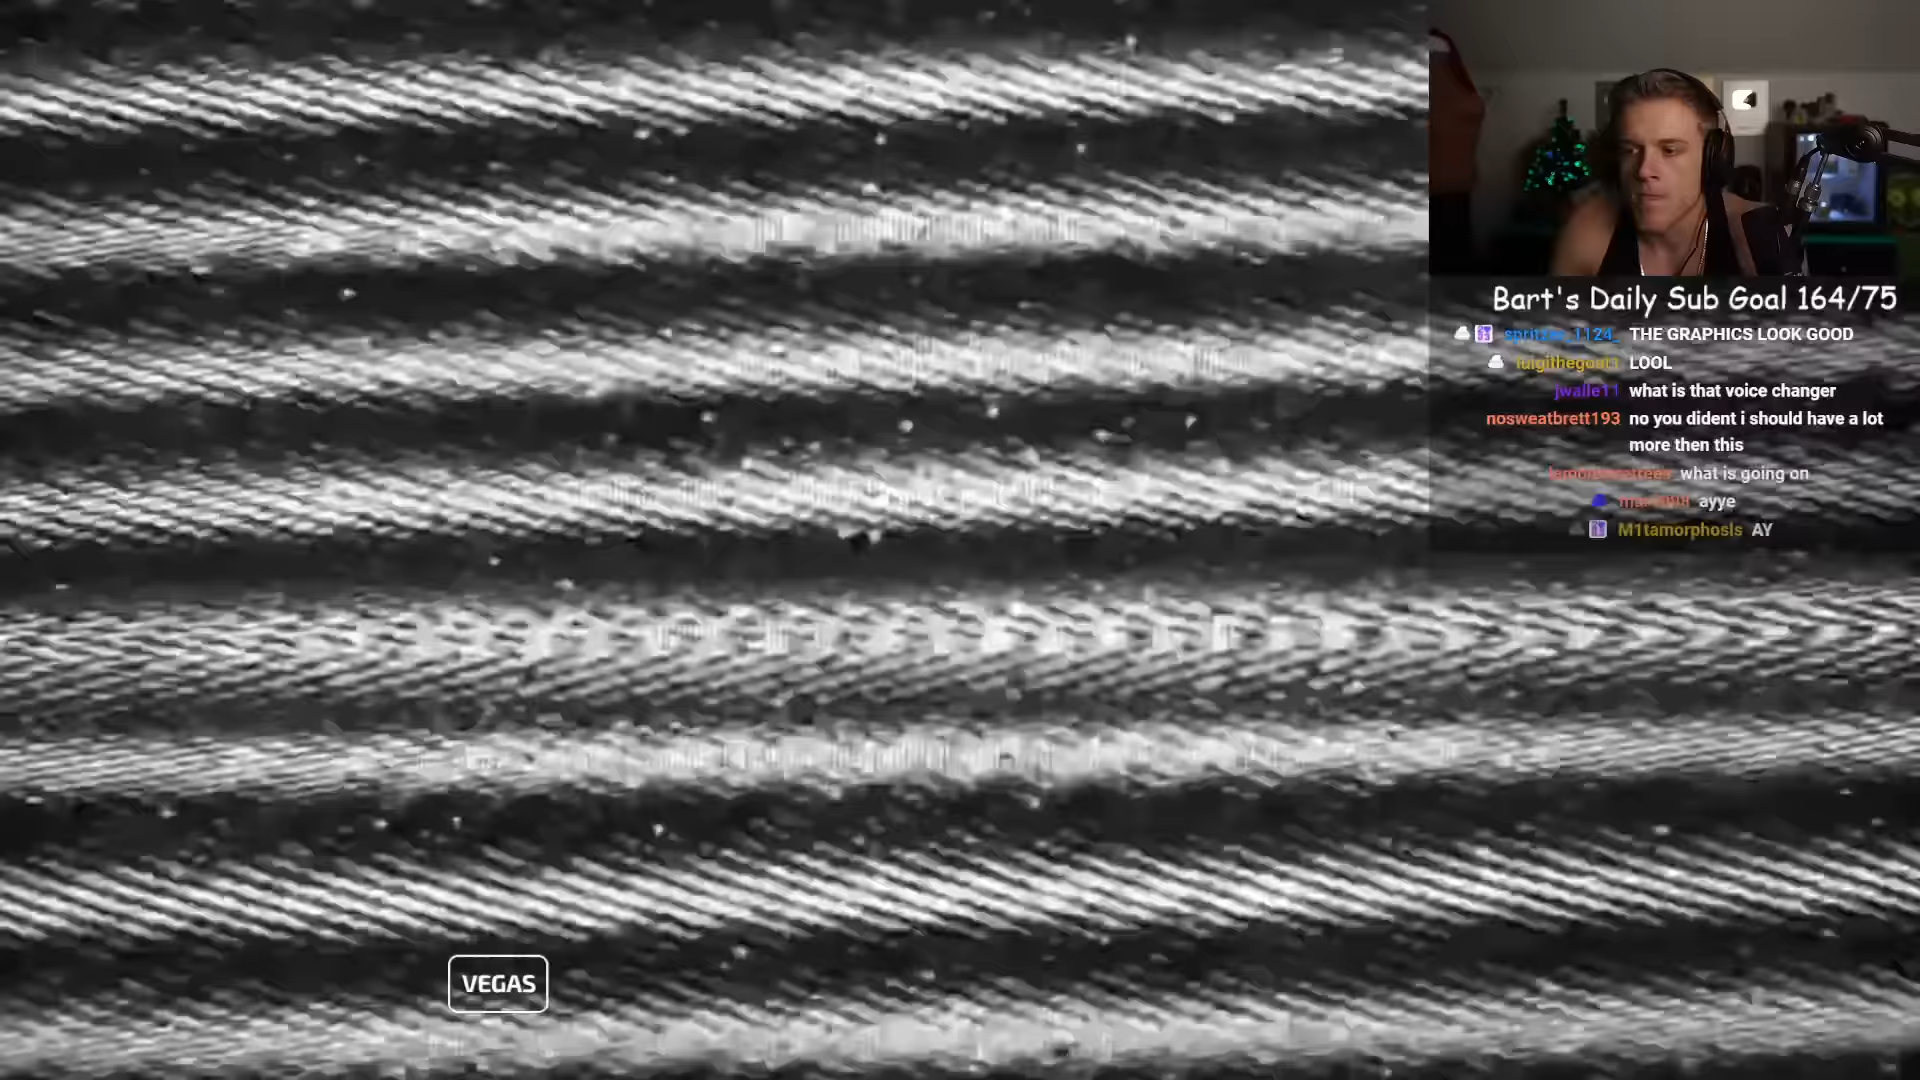 Bart's Daily Sub Goal 164/75
THE GRAPHICS LOOK GOOD
LOOL
jwalle11 what is that voice changer
nosweatbrett193 no you dident i should have a lot
more then this
what is going on
ayye
M1tamorphosis AY
VEGAS